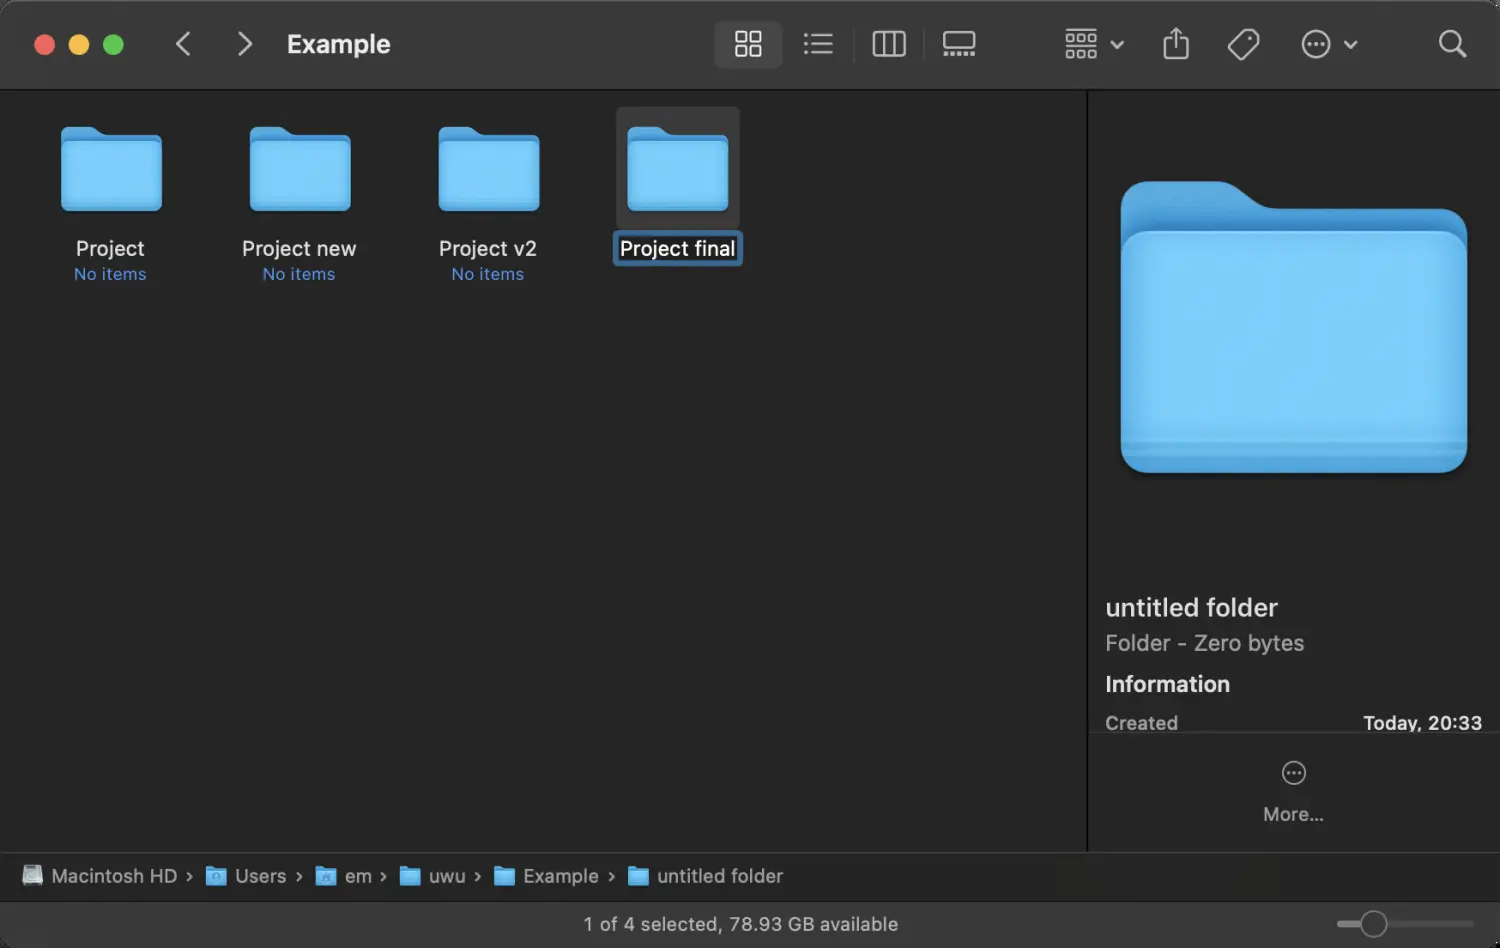 Example
Project
No items
Project new
No items
Project v2
No items
Project final
untitled folder
Folder - Zero bytes
Information
Created Today, 20:33
More...
Macintosh HD › Users › em › uwu › Example › untitled folder
1 of 4 selected, 78.93 GB available